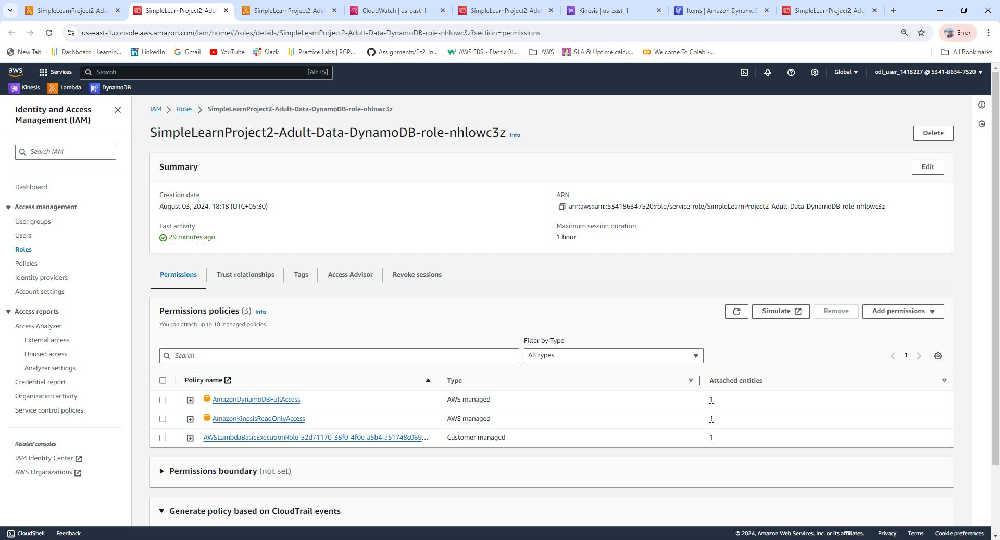 SimpleLearnProject2-Adul
SimpleLearnProject2-Adul
SimpleLearnProject2-Adul
CloudWatch | us-east-1
SimpleLearnProject2-Adul
Kinesis | us-east-1
Items | Amazon DynamoD
SimpleLearnProject2-Adu
us-east-1.console.aws.amazon.com/iam/home#/roles/details/SimpleLearnProject2-Adult-Data-DynamoDB-role-nhlowc3z?section=permissions
Error
New Tab
Dashboard | Learnin...
LinkedIn
Gmail
YouTube
Slack
Practice Labs | PGP...
Assignments/Ec2_In...
AWS EBS - Elastic Bl...
AWS
SLA & Uptime calcu...
Welcome To Colab -...
All Bookmarks
aws
Services
Search
[Alt+S]
Global
odl_user_1418227 @ 5341-8634-7520
Kinesis
Lambda
DynamoDB
Identity and Access
Management (IAM)
Search IAM
Dashboard
Access management
User groups
Users
Roles
Policies
Identity providers
Account settings
Access reports
Access Analyzer
External access
Unused access
Analyzer settings
Credential report
Organization activity
Service control policies
Related consoles
IAM Identity Center
AWS Organizations
IAM
Roles
SimpleLearnProject2-Adult-Data-DynamoDB-role-nhlowc3z
SimpleLearnProject2-Adult-Data-DynamoDB-role-nhlowc3z Info
Delete
Summary
Edit
Creation date
August 03, 2024, 18:18 (UTC+05:30)
ARN
arn:aws:iam::534186347520:role/service-role/SimpleLearnProject2-Adult-Data-DynamoDB-role-nhlowc3z
Last activity
29 minutes ago
Maximum session duration
1 hour
Permissions
Trust relationships
Tags
Access Advisor
Revoke sessions
Permissions policies (3) Info
You can attach up to 10 managed policies.
Simulate
Remove
Add permissions
Filter by Type
Search
All types
1
Policy name
Type
Attached entities
AmazonDynamoDBFullAccess
AWS managed
1
AmazonKinesisReadOnlyAccess
AWS managed
1
AWSLambdaBasicExecutionRole-52d71170-38f0-4f0e-a5b4-a51748c069...
Customer managed
1
Permissions boundary (not set)
Generate policy based on CloudTrail events
CloudShell
Feedback
© 2024, Amazon Web Services, Inc. or its affiliates.
Privacy
Terms
Cookie preferences